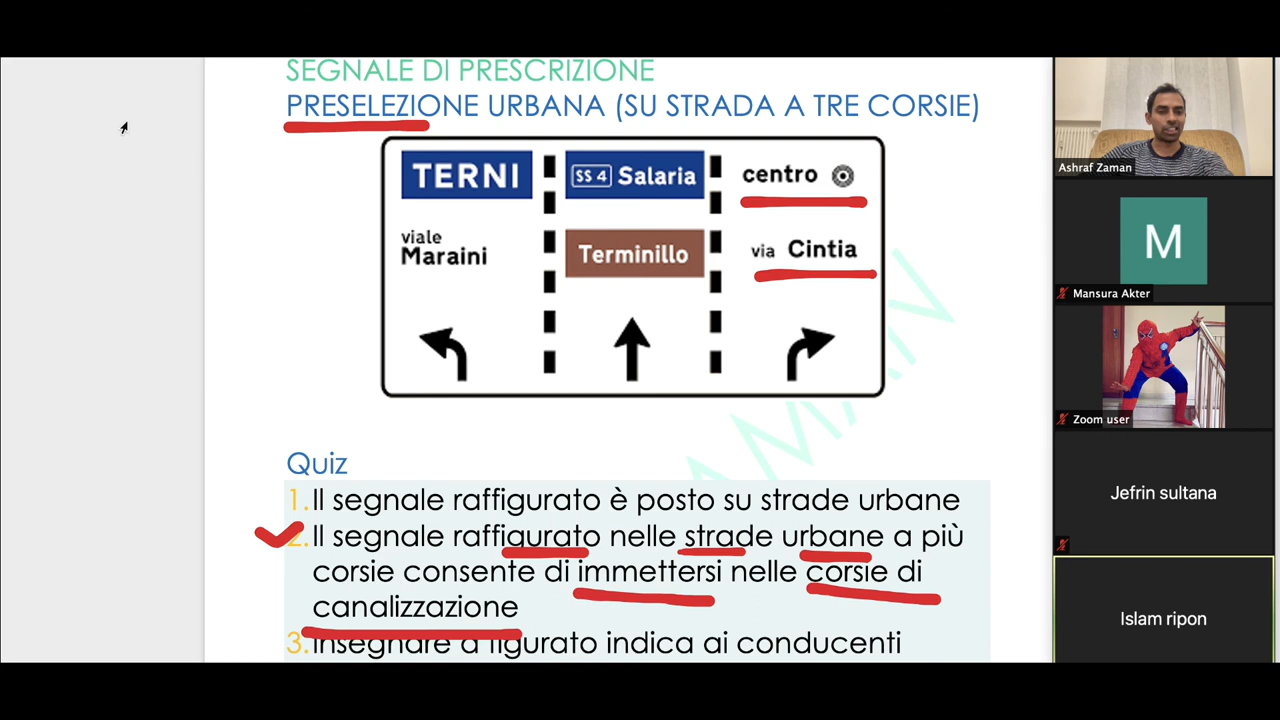 SEGNALE DI PRESCRIZIONE
PRESELEZIONE URBANA (SU STRADA A TRE CORSIE)
TERNI
SS 4 Salaria
centro
viale
Maraini
Terminillo
via Cintia
Quiz
1. Il segnale raffigurato è posto su strade urbane
2. Il segnale raffigurato nelle strade urbane a più
corsie consente di immettersi nelle corsie di
canalizzazione
3. Insegnare a figurato indica ai conducenti
Ashraf Zaman
M
Mansura Akter
Zoom user
Jefrin sultana
Islam ripon